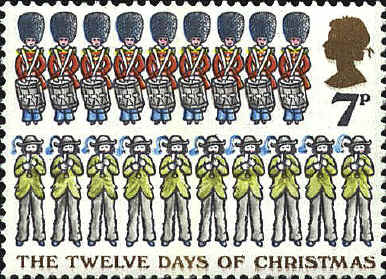 7P
THE TWELVE DAYS OF CHRISTMAS